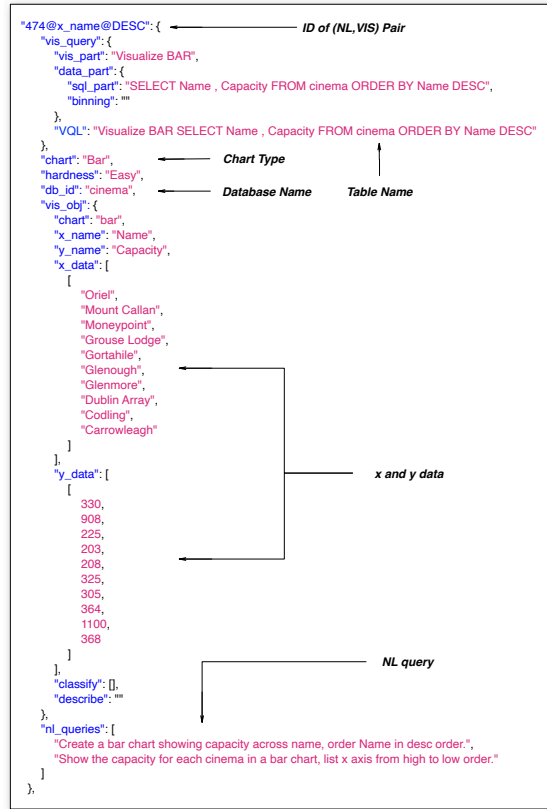 "474@x_name@DESC": { ID of (NL,VIS) Pair
"vis_query": {
"vis_part": "Visualize BAR",
"data_part": {
"sql_part": "SELECT Name , Capacity FROM cinema ORDER BY Name DESC",
"binning": ""
},
"VQL": "Visualize BAR SELECT Name , Capacity FROM cinema ORDER BY Name DESC"
},
"chart": "Bar", Chart Type
"hardness": "Easy",
"db_id": "cinema", Database Name Table Name
"vis_obj": {
"chart": "bar",
"x_name": "Name",
"y_name": "Capacity",
"x_data": [
[
"Oriel",
"Mount Callan",
"Moneypoint",
"Grouse Lodge",
"Gortahile",
"Glenough",
"Glenmore",
"Dublin Array",
"Codling",
"Carrowleagh"
]
],
"y_data": [ x and y data
[
330,
908,
225,
203,
208,
325,
305,
364,
1100,
368
]
], NL query
"classify": [],
"describe": ""
},
"nl_queries": [
"Create a bar chart showing capacity across name, order Name in desc order.",
"Show the capacity for each cinema in a bar chart, list x axis from high to low order."
]
},